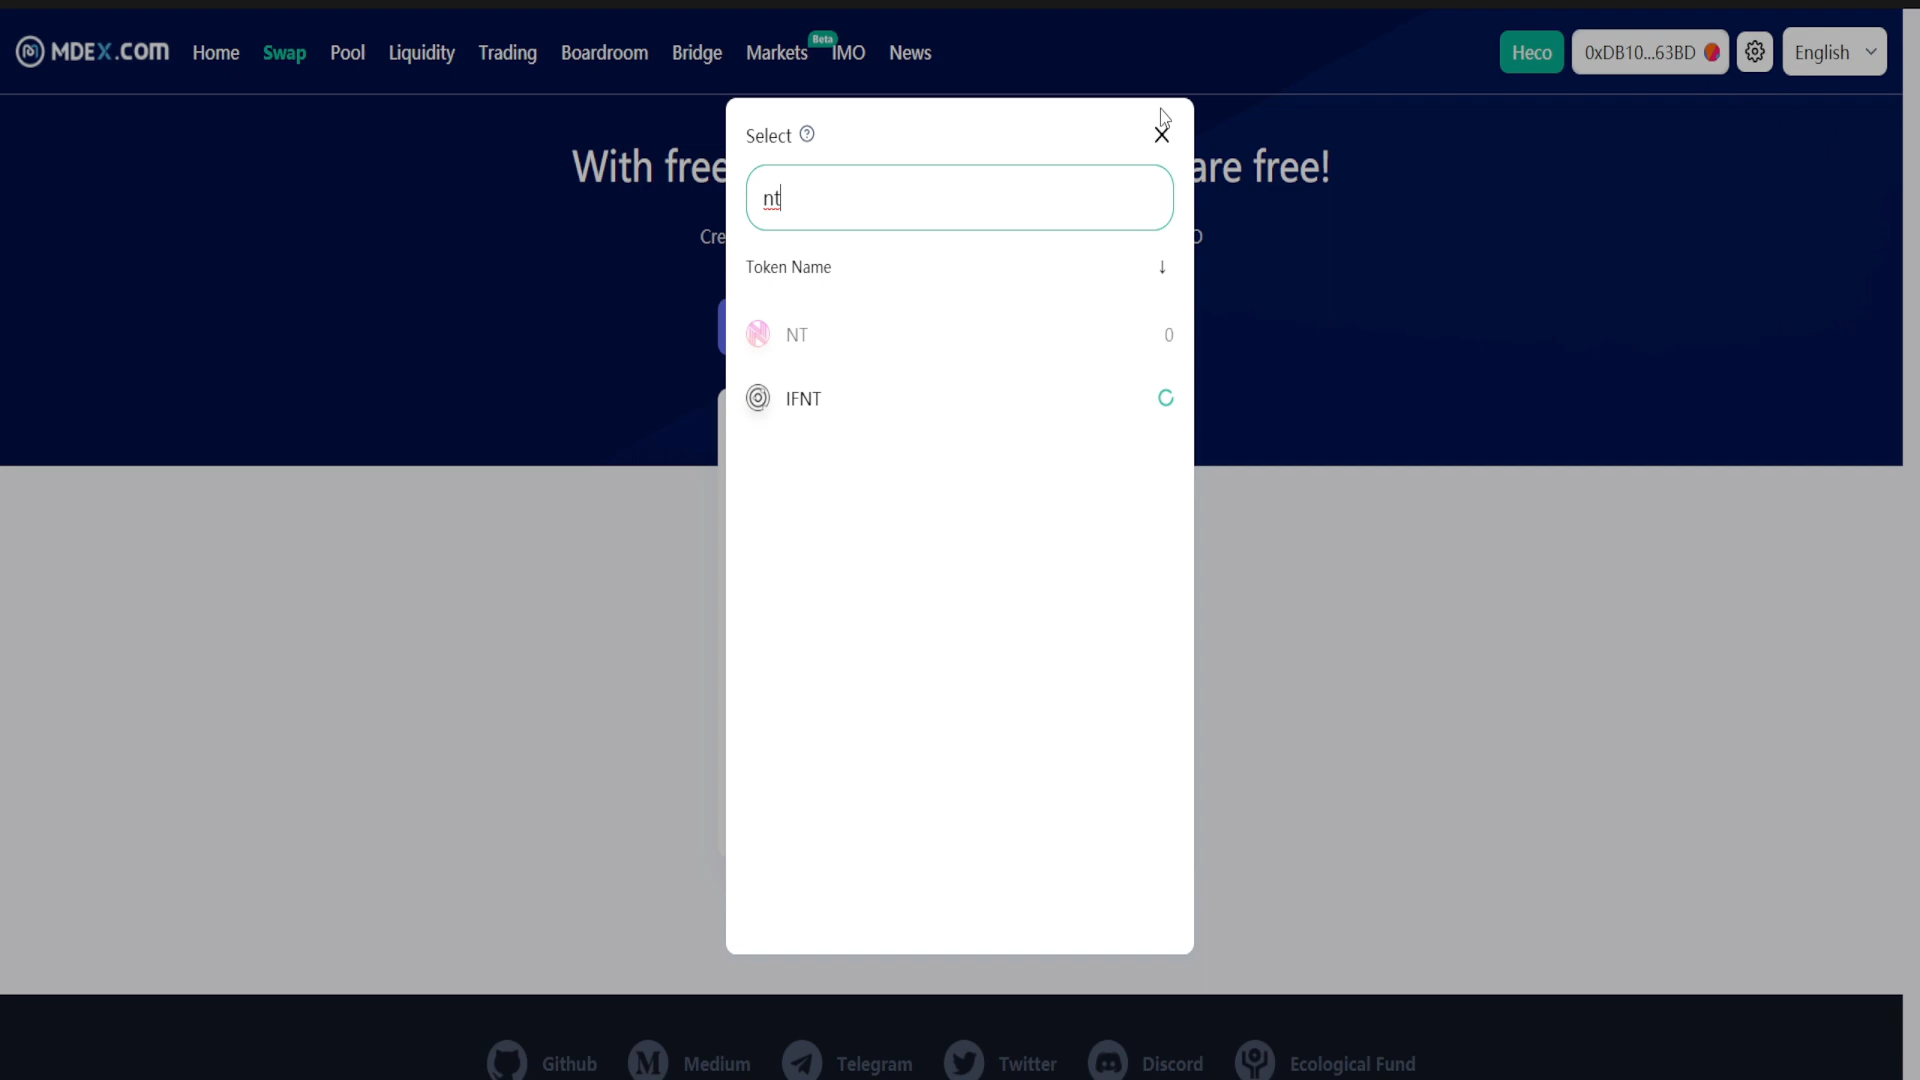 MDEX.COM Home Swap Pool Liquidity Trading Boardroom Bridge Markets Beta IMO News Heco 0xDB10...63BD English
Select
With free are free!
nt
Cre
Token Name ↓
NT 0
IFNT
Github Medium Telegram Twitter Discord Ecological Fund